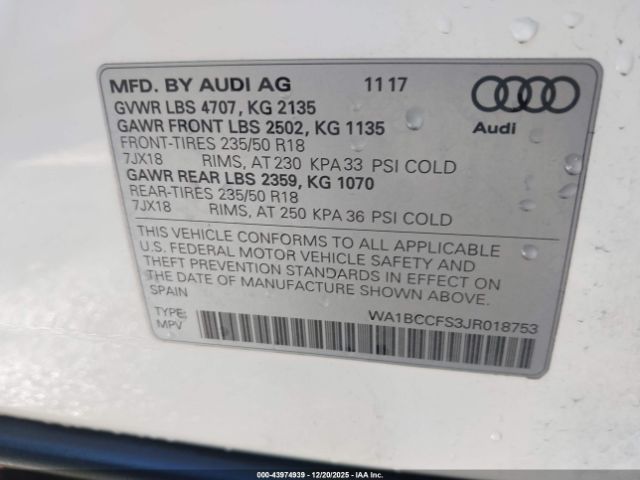 MFD. BY AUDI AG 11 17
GVWR LBS 4707, KG 2135
GAWR FRONT LBS 2502, KG 1135
FRONT-TIRES 235/50 R18
7JX18 RIMS, AT 230 KPA 33 PSI COLD
GAWR REAR LBS 2359, KG 1070
REAR-TIRES 235/50 R18
7JX18 RIMS, AT 250 KPA 36 PSI COLD
Audi
THIS VEHICLE CONFORMS TO ALL APPLICABLE
U.S. FEDERAL MOTOR VEHICLE SAFETY AND
THEFT PREVENTION STANDARDS IN EFFECT ON
THE DATE OF MANUFACTURE SHOWN ABOVE.
SPAIN
TYPE: WA1BCCFS3JR018753
MPV
000-43974939 - 12/20/2025 - IAA Inc.